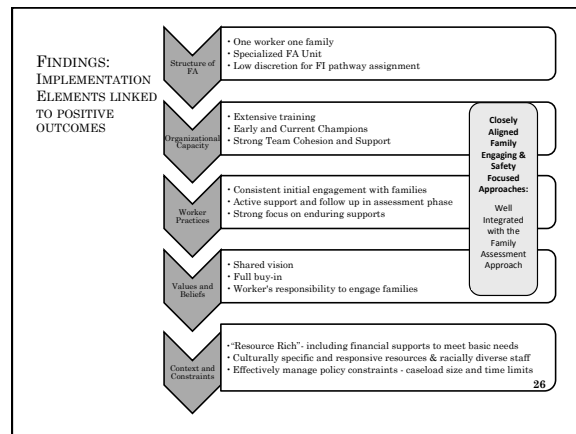 FINDINGS:
IMPLEMENTATION
ELEMENTS LINKED
TO POSITIVE
OUTCOMES
Structure of
FA
• One worker one family
• Specialized FA Unit
• Low discretion for FI pathway assignment
Organizational
Capacity
• Extensive training
• Early and Current Champions
• Strong Team Cohesion and Support
Worker
Practices
• Consistent initial engagement with families
• Active support and follow up in assessment phase
• Strong focus on enduring supports
Values and
Beliefs
• Shared vision
• Full buy-in
• Worker's responsibility to engage families
Context and
Constraints
• "Resource Rich"- including financial supports to meet basic needs
• Culturally specific and responsive resources & racially diverse staff
• Effectively manage policy constraints - caseload size and time limits
Closely
Aligned
Family
Engaging &
Safety
Focused
Approaches:
Well
Integrated
with the
Family
Assessment
Approach
26